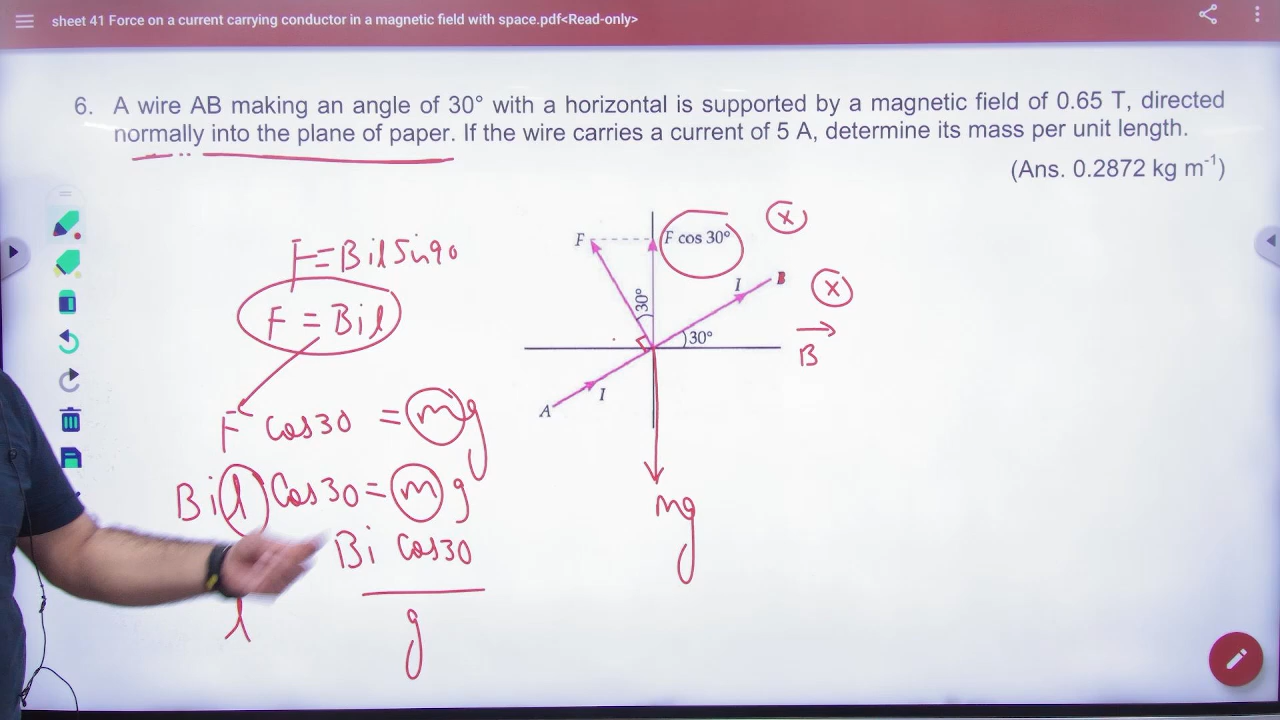 sheet 41 Force on a current carrying conductor in a magnetic field with space.pdf<Read-only>
6. A wire AB making an angle of 30° with a horizontal is supported by a magnetic field of 0.65 T, directed
normally into the plane of paper. If the wire carries a current of 5 A, determine its mass per unit length.
(Ans. 0.2872 kg m⁻¹)
F = Bil Sin90
F = Bil
F cos30 = mg
Bil Cos30 = mg
Bi Cos30
l
g
F
F cos 30°
x
30°
I
B
x
30°
B
A
I
mg